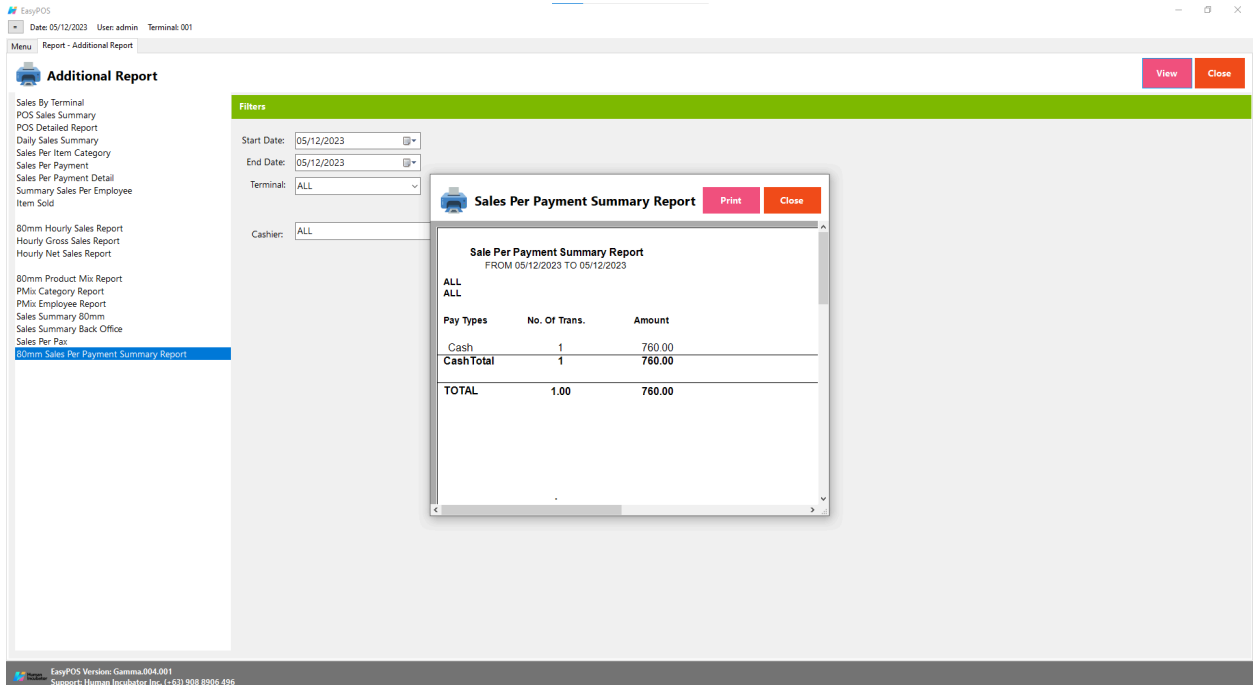 EasyPOS
Date: 05/12/2023 User: admin Terminal: 001
Menu Report - Additional Report
Additional Report
View Close
Sales By Terminal
POS Sales Summary
POS Detailed Report
Daily Sales Summary
Sales Per Item Category
Sales Per Payment
Sales Per Payment Detail
Summary Sales Per Employee
Item Sold
80mm Hourly Sales Report
Hourly Gross Sales Report
Hourly Net Sales Report
80mm Product Mix Report
PMix Category Report
PMix Employee Report
Sales Summary 80mm
Sales Summary Back Office
Sales Per Pax
80mm Sales Per Payment Summary Report
Filters
Start Date: 05/12/2023
End Date: 05/12/2023
Terminal: ALL
Cashier: ALL
Sales Per Payment Summary Report
Print Close
Sale Per Payment Summary Report
FROM 05/12/2023 TO 05/12/2023
ALL
ALL
Pay Types No. Of Trans. Amount
Cash 1 760.00
CashTotal 1 760.00
TOTAL 1.00 760.00
Human Incubator
EasyPOS Version: Gamma.004.001
Support: Human Incubator Inc. (+63) 908 8906 496